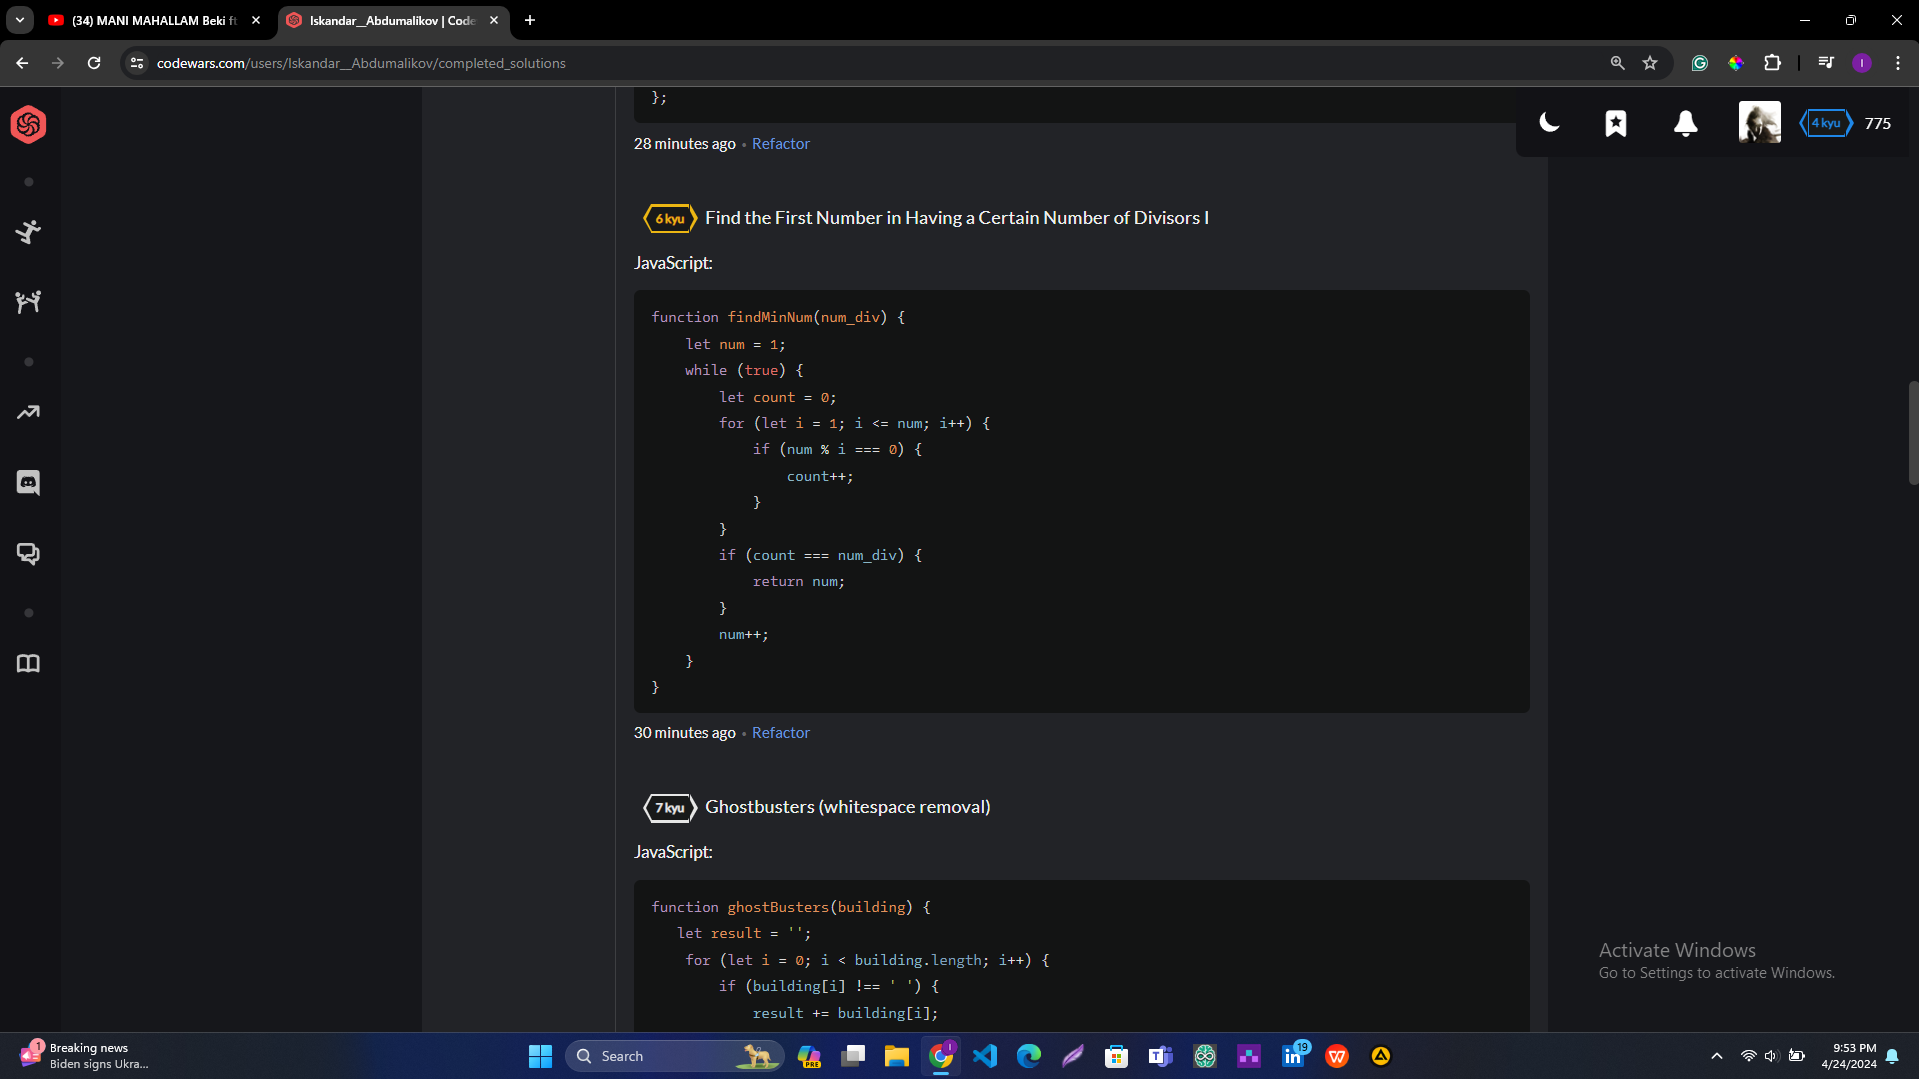 (34) MANI MAHALLAM Beki ft
Iskandar__Abdumalikov | Code
codewars.com/users/Iskandar__Abdumalikov/completed_solutions
I
4 kyu
775
};
28 minutes ago • Refactor
6 kyu Find the First Number in Having a Certain Number of Divisors I
JavaScript:
function findMinNum(num_div) {
let num = 1;
while (true) {
let count = 0;
for (let i = 1; i <= num; i++) {
if (num % i === 0) {
count++;
}
}
if (count === num_div) {
return num;
}
num++;
}
}
30 minutes ago • Refactor
7 kyu Ghostbusters (whitespace removal)
JavaScript:
function ghostBusters(building) {
let result = '';
for (let i = 0; i < building.length; i++) {
if (building[i] !== ' ') {
result += building[i];
Activate Windows
Go to Settings to activate Windows.
1
Breaking news
Biden signs Ukra...
Search
PRE
I
19
9:53 PM
4/24/2024